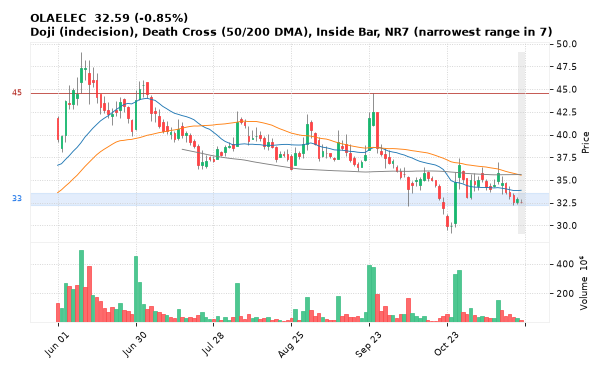 OLAELEC 32.59 (-0.85%)
Doji (indecision), Death Cross (50/200 DMA), Inside Bar, NR7 (narrowest range in 7)
50.0
47.5
45
45.0
42.5
40.0
Price
37.5
35.0
33
32.5
30.0
400
200
Volume 10⁶
Jun 01
Jun 30
Jul 28
Aug 25
Sep 23
Oct 23